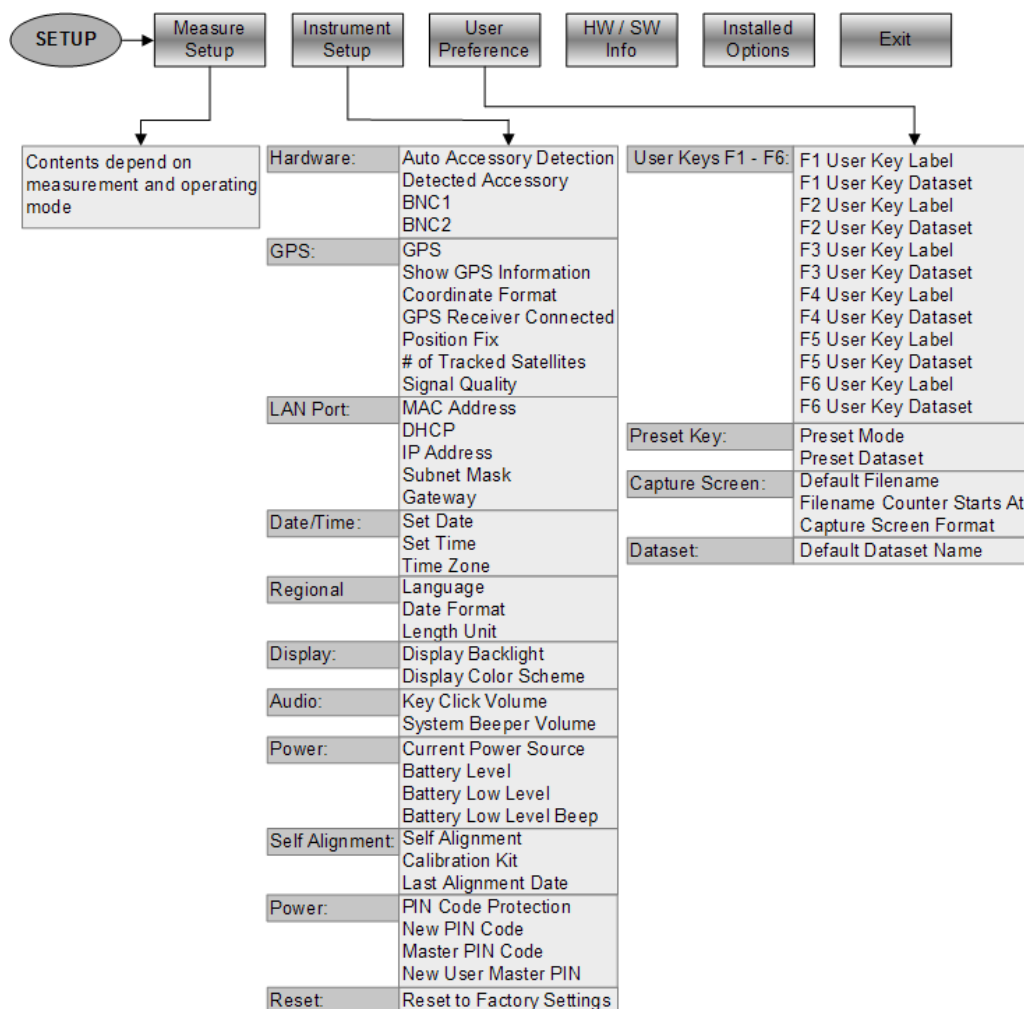 SETUP
Measure
Setup
Instrument
Setup
User
Preference
HW / SW
Info
Installed
Options
Exit
Contents depend on
measurement and operating
mode
Hardware:
Auto Accessory Detection
Detected Accessory
BNC1
BNC2
GPS:
GPS
Show GPS Information
Coordinate Format
GPS Receiver Connected
Position Fix
# of Tracked Satellites
Signal Quality
LAN Port:
MAC Address
DHCP
IP Address
Subnet Mask
Gateway
Date/Time:
Set Date
Set Time
Time Zone
Regional
Language
Date Format
Length Unit
Display:
Display Backlight
Display Color Scheme
Audio:
Key Click Volume
System Beeper Volume
Power:
Current Power Source
Battery Level
Battery Low Level
Battery Low Level Beep
Self Alignment:
Self Alignment
Calibration Kit
Last Alignment Date
Power:
PIN Code Protection
New PIN Code
Master PIN Code
New User Master PIN
Reset:
Reset to Factory Settings
User Keys F1 - F6:
F1 User Key Label
F1 User Key Dataset
F2 User Key Label
F2 User Key Dataset
F3 User Key Label
F3 User Key Dataset
F4 User Key Label
F4 User Key Dataset
F5 User Key Label
F5 User Key Dataset
F6 User Key Label
F6 User Key Dataset
Preset Key:
Preset Mode
Preset Dataset
Capture Screen:
Default Filename
Filename Counter Starts At
Capture Screen Format
Dataset:
Default Dataset Name